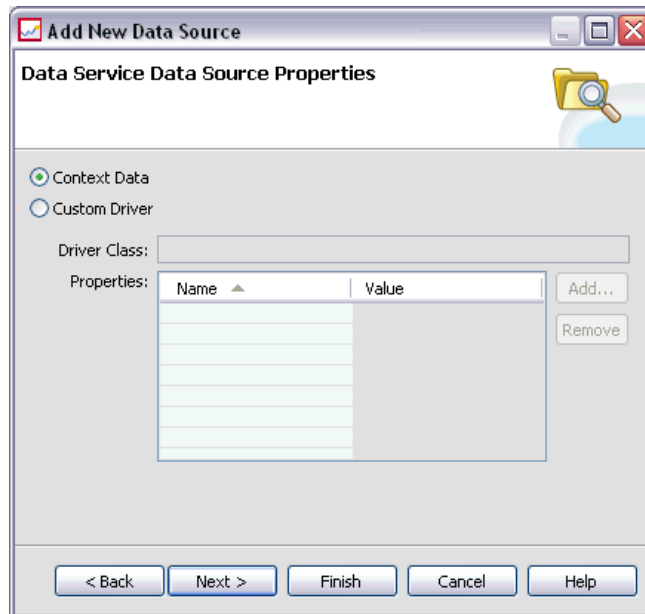 Add New Data Source
Data Service Data Source Properties
Context Data
Custom Driver
Driver Class:
Properties:
Name
Value
Add...
Remove
< Back
Next >
Finish
Cancel
Help